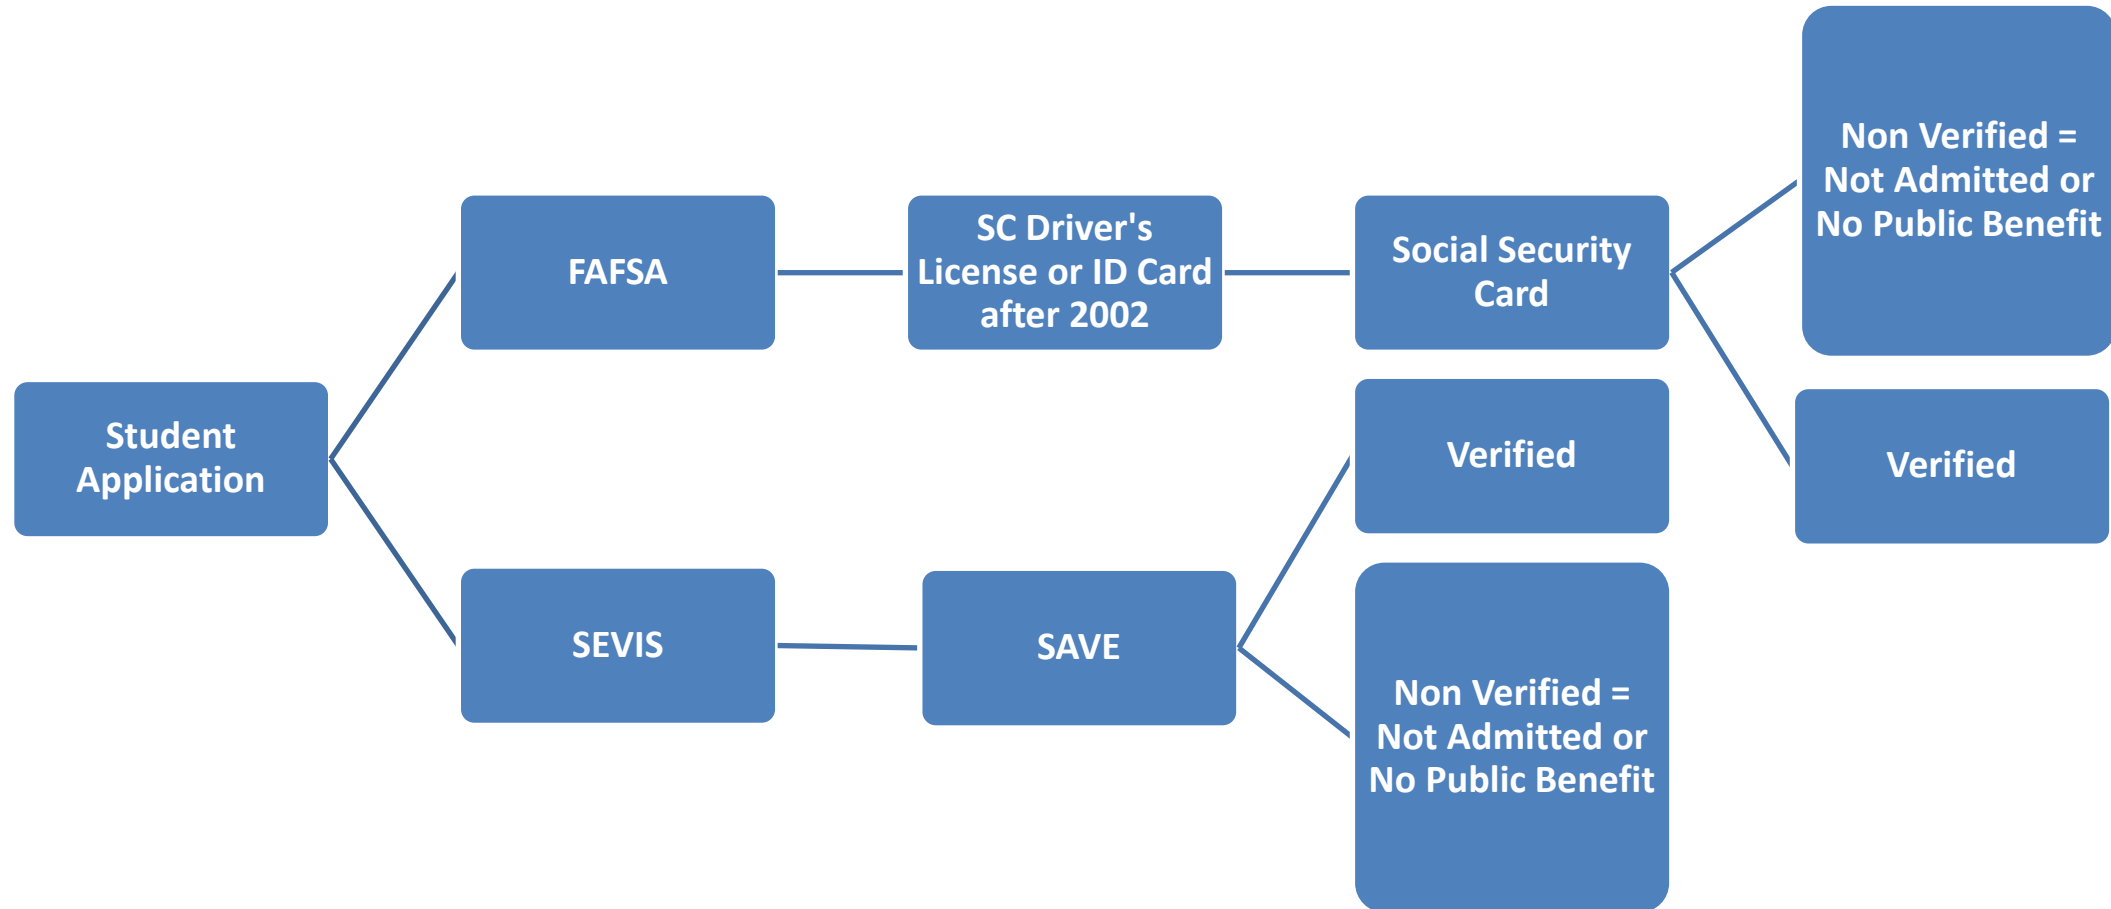 Student
Application
FAFSA
SC Driver's
License or ID Card
after 2002
Social Security
Card
Non Verified =
Not Admitted or
No Public Benefit
Verified
SEVIS
SAVE
Verified
Non Verified =
Not Admitted or
No Public Benefit